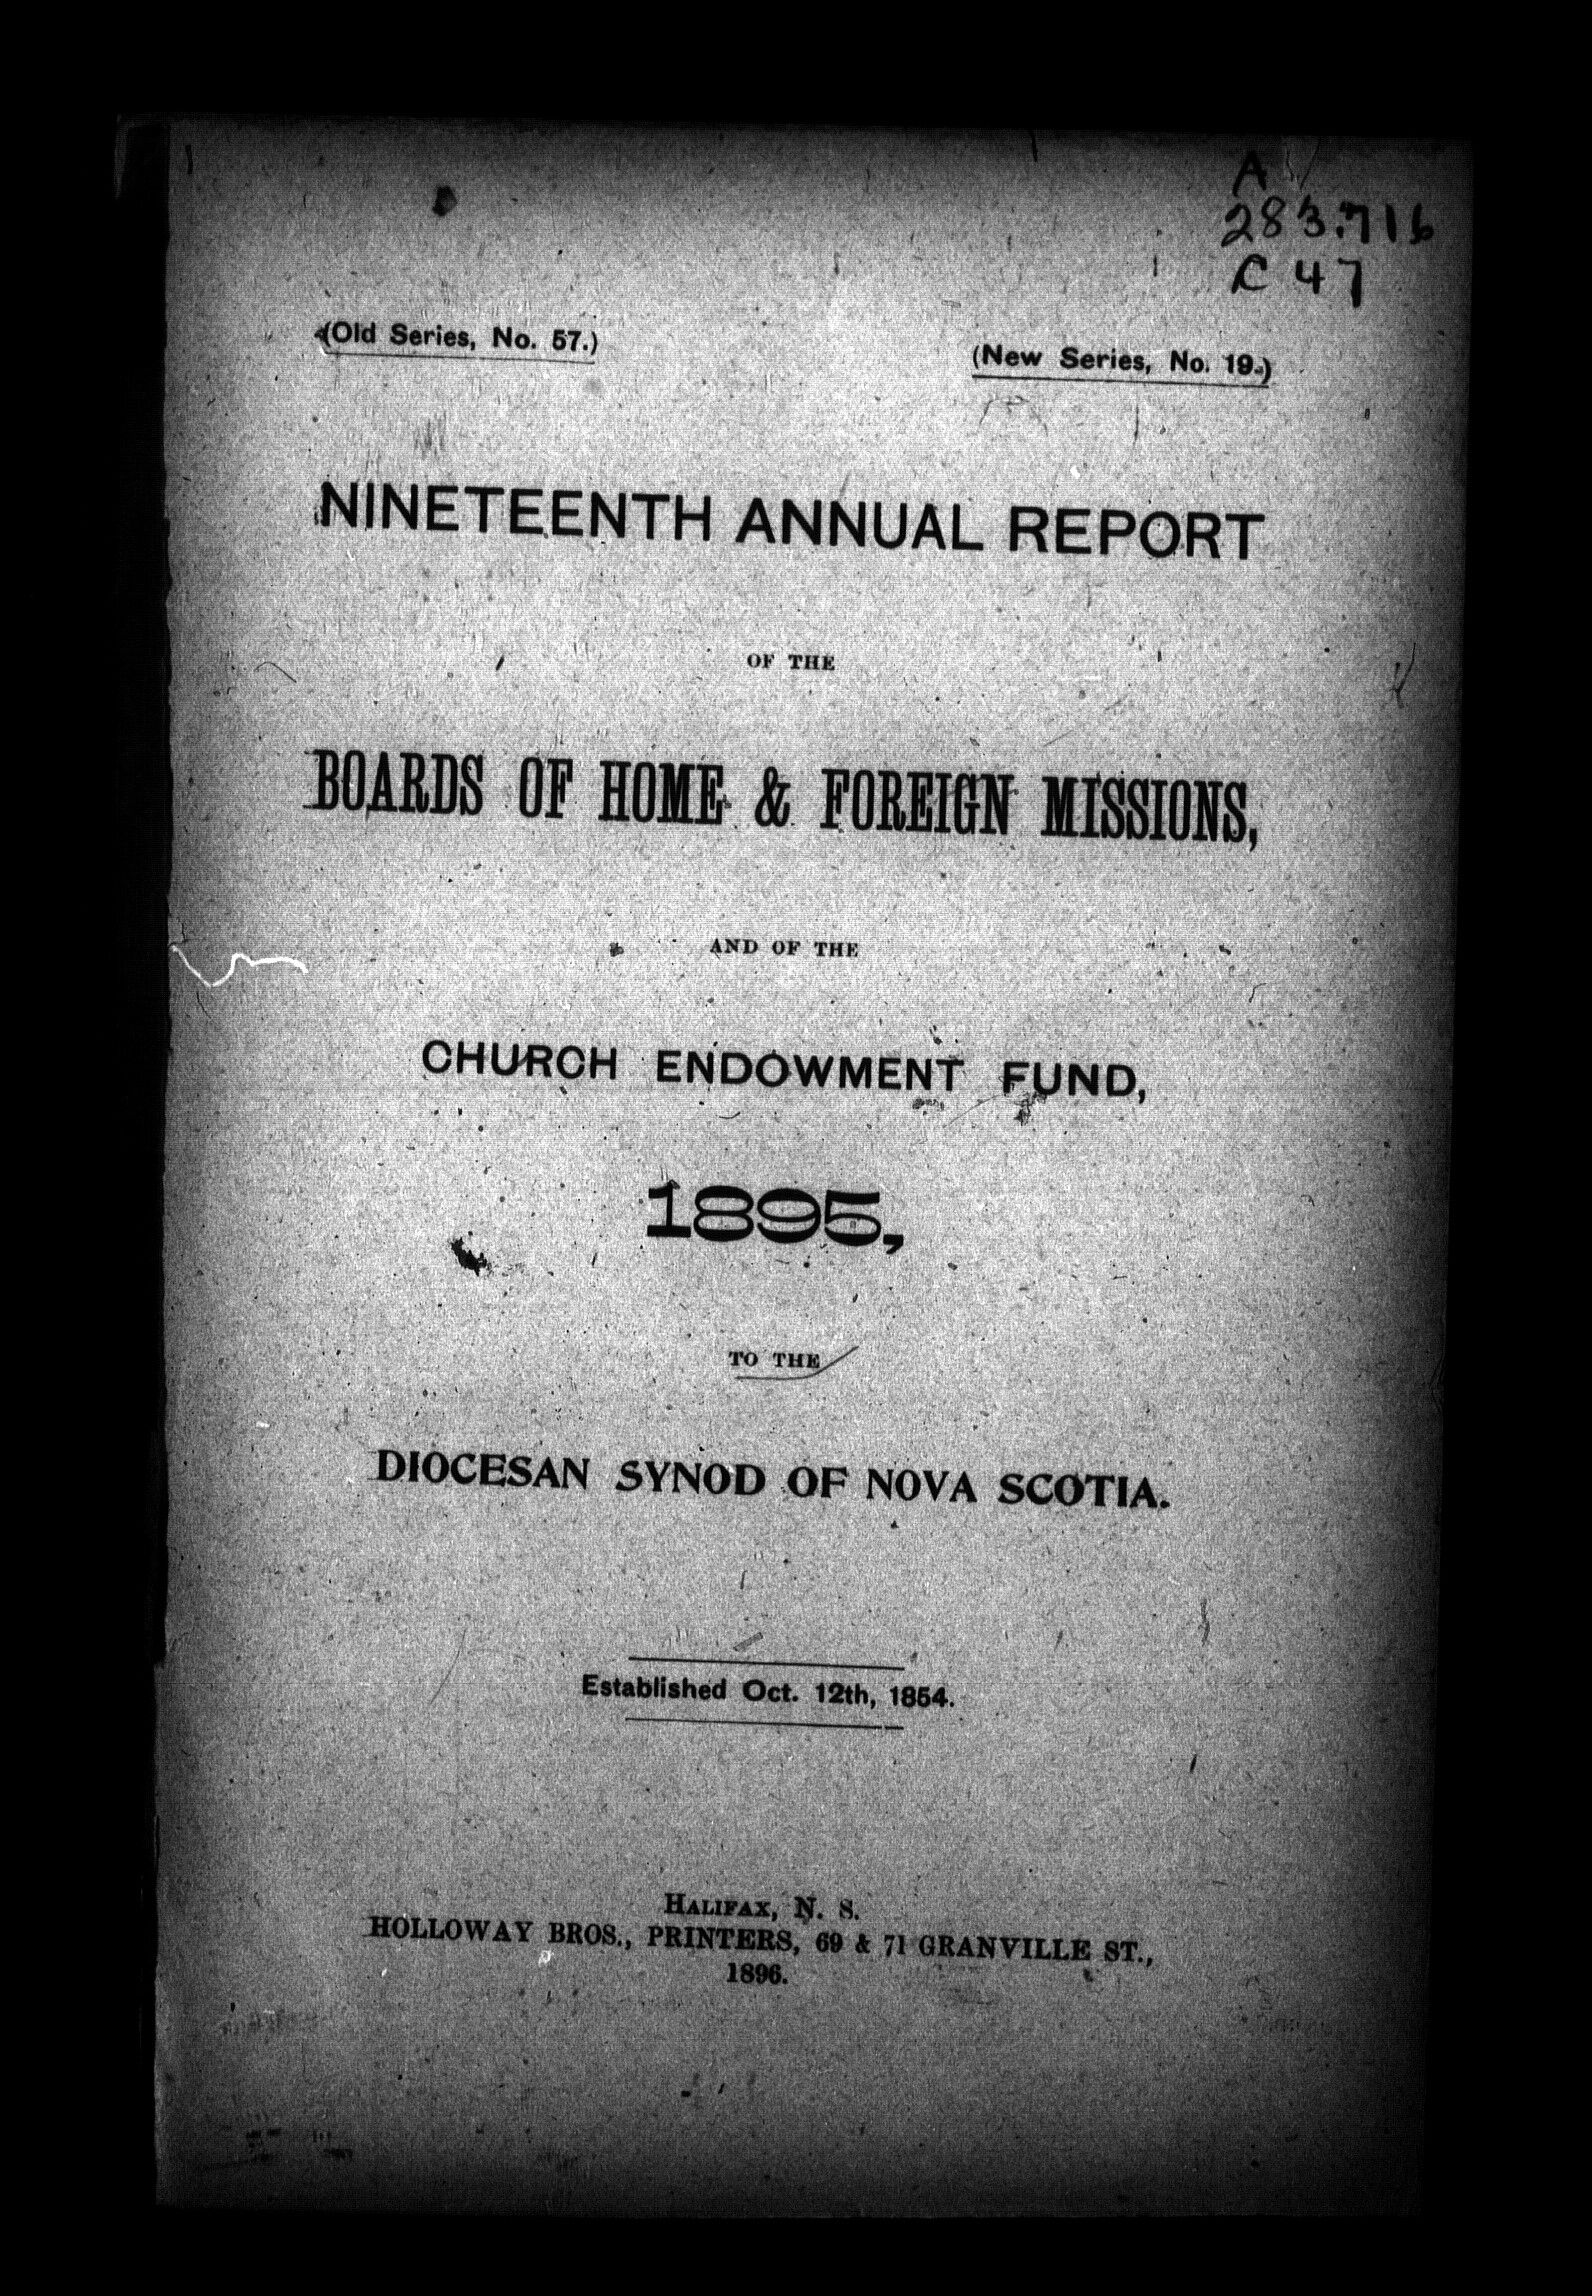 A
283.716
C 47
(Old Series, No. 57.)
(New Series, No. 19.)
NINETEENTH ANNUAL REPORT
OF THE
BOARDS OF HOME & FOREIGN MISSIONS,
AND OF THE
CHURCH ENDOWMENT FUND,
1895,
TO THE
DIOCESAN SYNOD OF NOVA SCOTIA.
Established Oct. 12th, 1854.
HALIFAX, N. S.
HOLLOWAY BROS., PRINTERS, 69 & 71 GRANVILLE ST.,
1896.